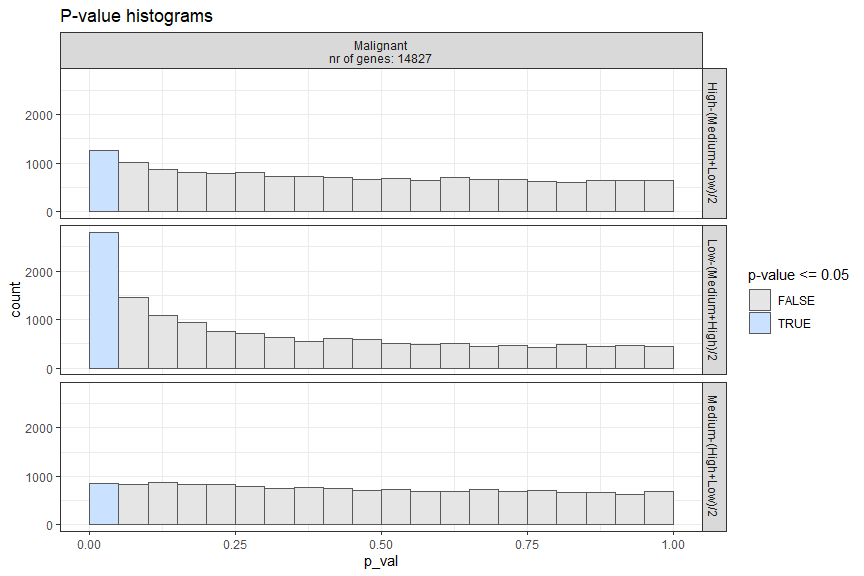 P-value histograms
Malignant
nr of genes: 14827
2000
1000
0
High-(Medium+Low)/2
2000
1000
0
Low-(Medium+High)/2
2000
1000
0
Medium-(High+Low)/2
count
0.00
0.25
0.50
0.75
1.00
p_val
p-value <= 0.05
FALSE
TRUE